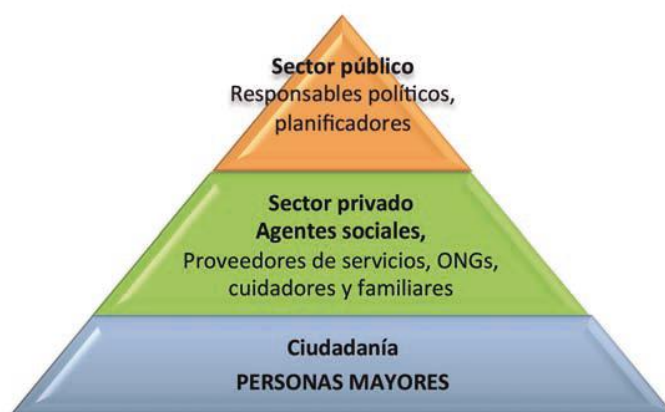 Sector público
Responsables políticos,
planificadores
Sector privado
Agentes sociales,
Proveedores de servicios, ONGs,
cuidadores y familiares
Ciudadanía
PERSONAS MAYORES